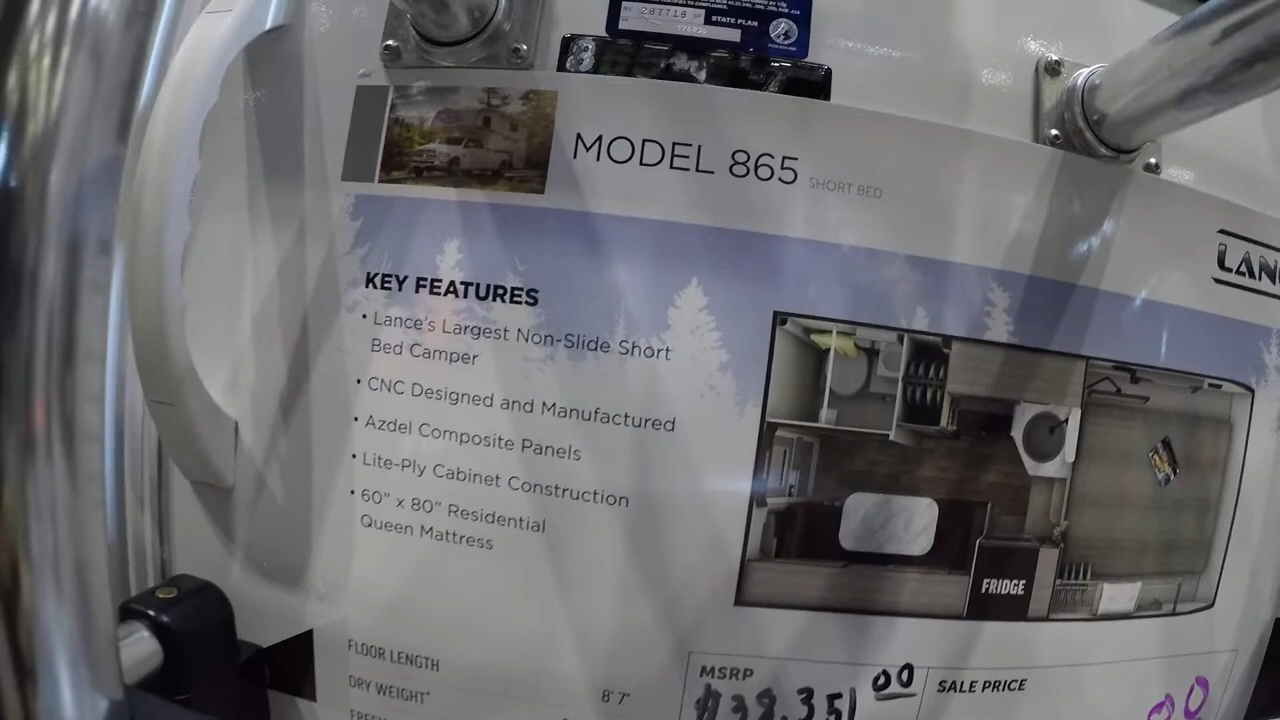 287718
STATE PLAN
MODEL 865 SHORT BED
KEY FEATURES
• Lance's Largest Non-Slide Short
Bed Camper
• CNC Designed and Manufactured
• Azdel Composite Panels
• Lite-Ply Cabinet Construction
• 60" x 80" Residential
Queen Mattress
FRIDGE
FLOOR LENGTH
8' 7"
DRY WEIGHT*
MSRP
$38,351 00
SALE PRICE